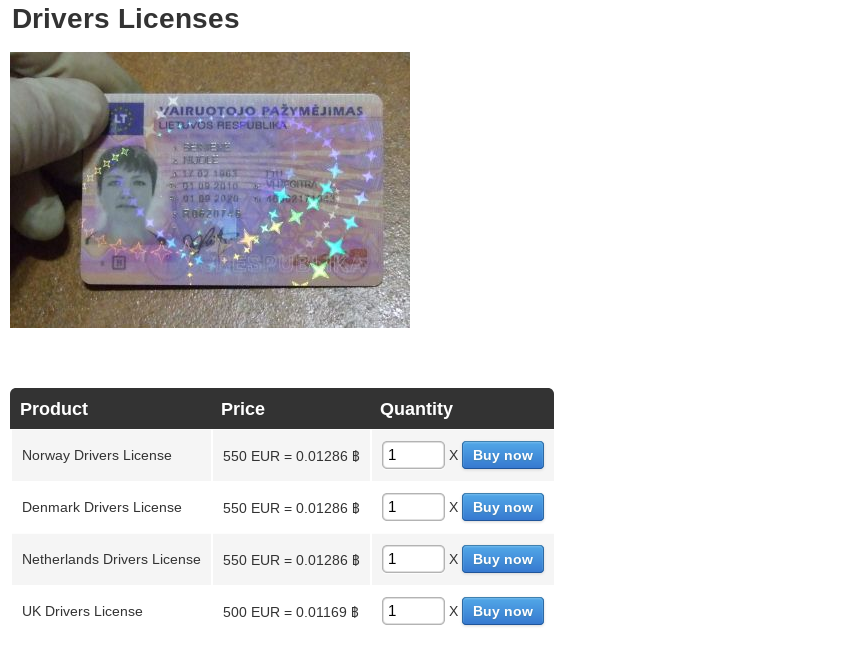 Drivers Licenses
LT
VAIRUOTOJO PAŽYMĖJIMAS
LIETUVOS RESPUBLIKA
RESPUBLIKA
Product Price Quantity
Norway Drivers License 550 EUR = 0.01286 ฿ 1 X Buy now
Denmark Drivers License 550 EUR = 0.01286 ฿ 1 X Buy now
Netherlands Drivers License 550 EUR = 0.01286 ฿ 1 X Buy now
UK Drivers License 500 EUR = 0.01169 ฿ 1 X Buy now